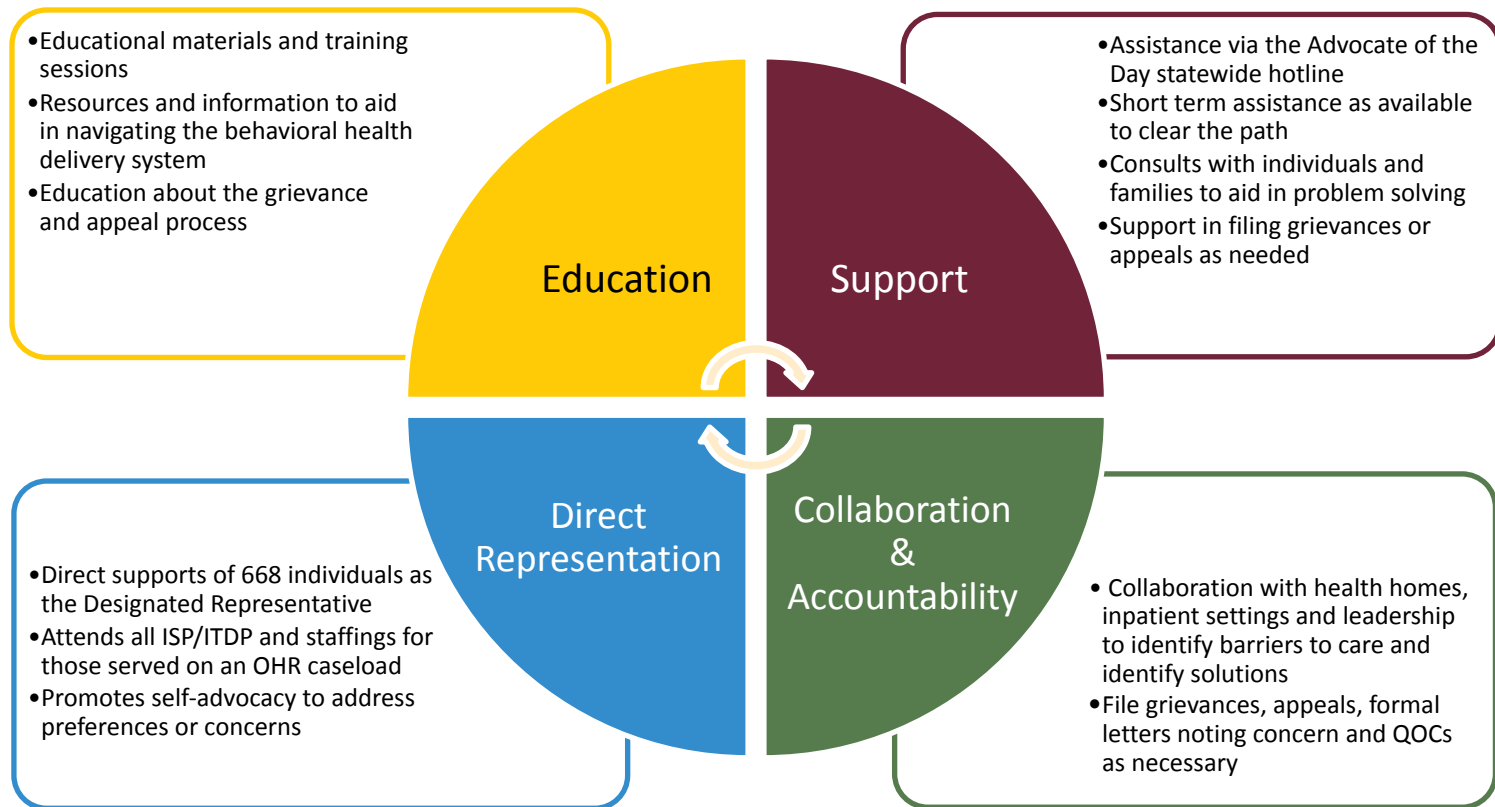 •Educational materials and training
sessions
•Resources and information to aid
in navigating the behavioral health
delivery system
•Education about the grievance
and appeal process
Education
•Assistance via the Advocate of the
Day statewide hotline
•Short term assistance as available
to clear the path
•Consults with individuals and
families to aid in problem solving
•Support in filing grievances or
appeals as needed
Support
•Direct supports of 668 individuals as
the Designated Representative
•Attends all ISP/ITDP and staffings for
those served on an OHR caseload
•Promotes self-advocacy to address
preferences or concerns
Direct
Representation
Collaboration
&
Accountability
• Collaboration with health homes,
inpatient settings and leadership
to identify barriers to care and
identify solutions
•File grievances, appeals, formal
letters noting concern and QOCs
as necessary